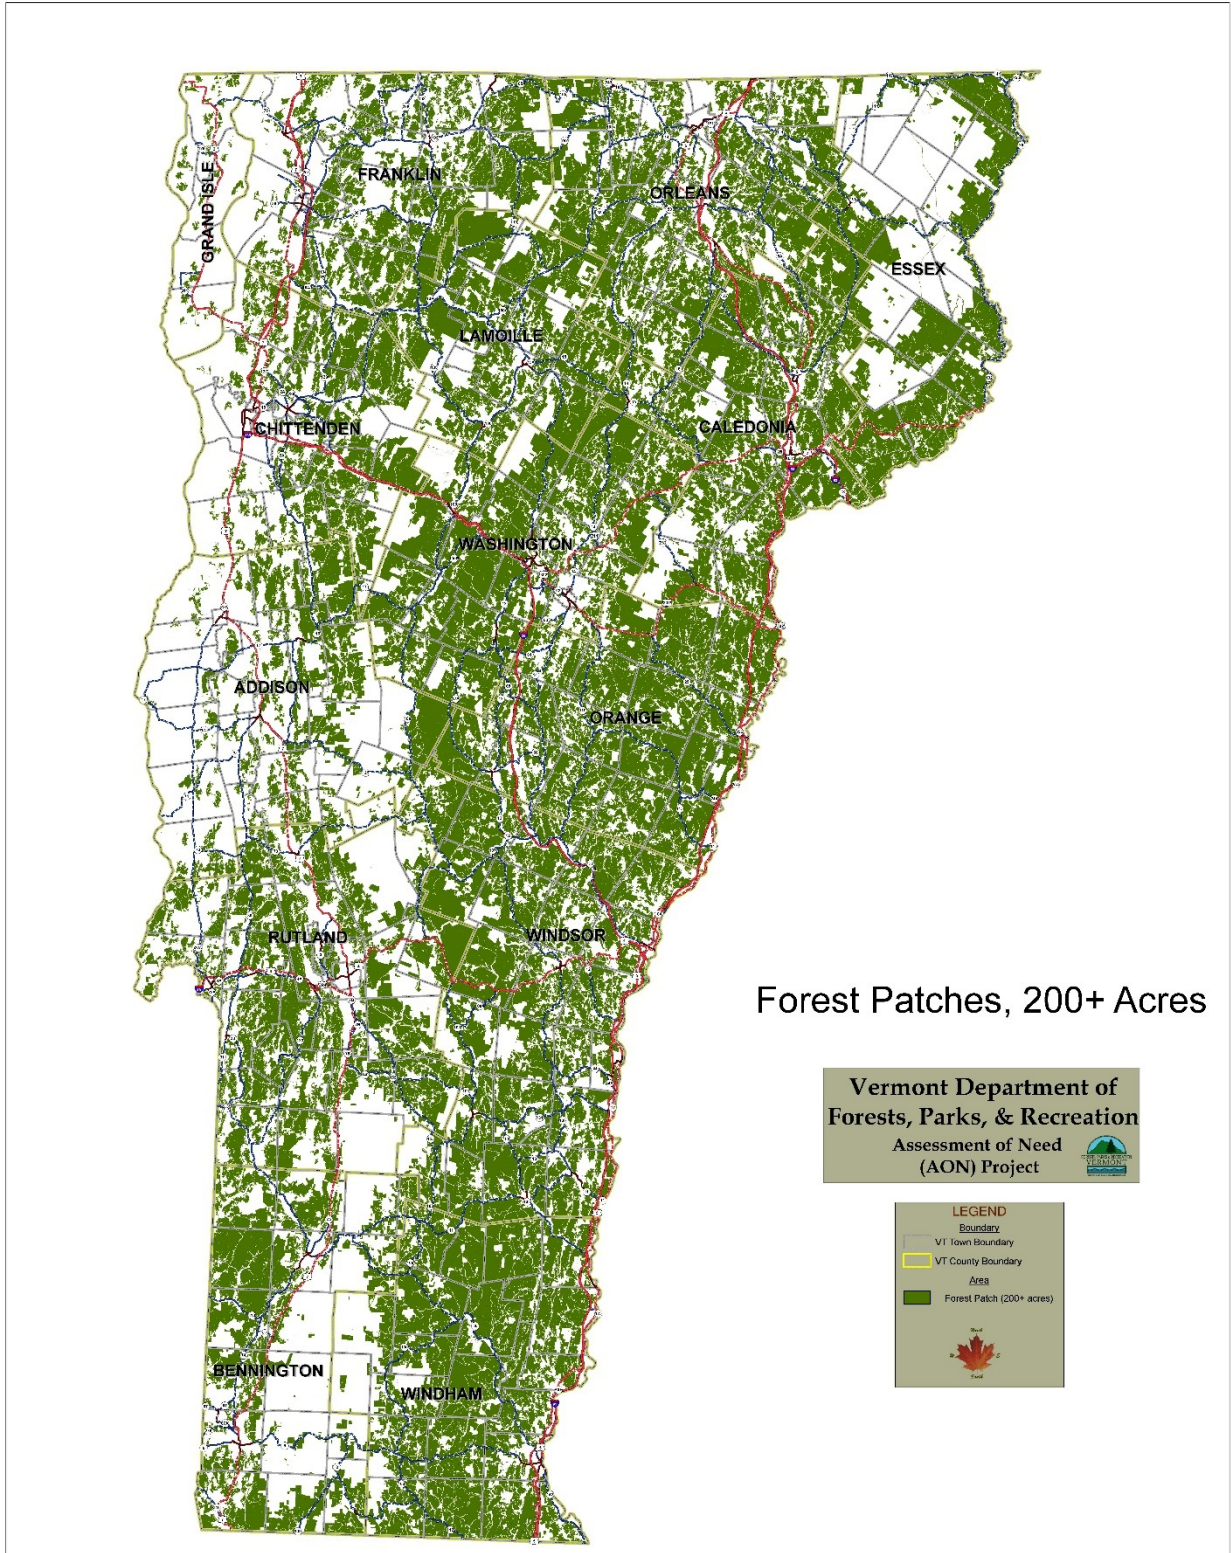 FRANKLIN
GRAND ISLE
ORLEANS
ESSEX
LAMOILLE
CHITTENDEN
CALEDONIA
WASHINGTON
ADDISON
ORANGE
RUTLAND
WINDSOR
BENNINGTON
WINDHAM
Forest Patches, 200+ Acres
Vermont Department of
Forests, Parks, & Recreation
Assessment of Need
(AON) Project
VERMONT
LEGEND
Boundary
VT Town Boundary
VT County Boundary
Area
Forest Patch (200+ acres)